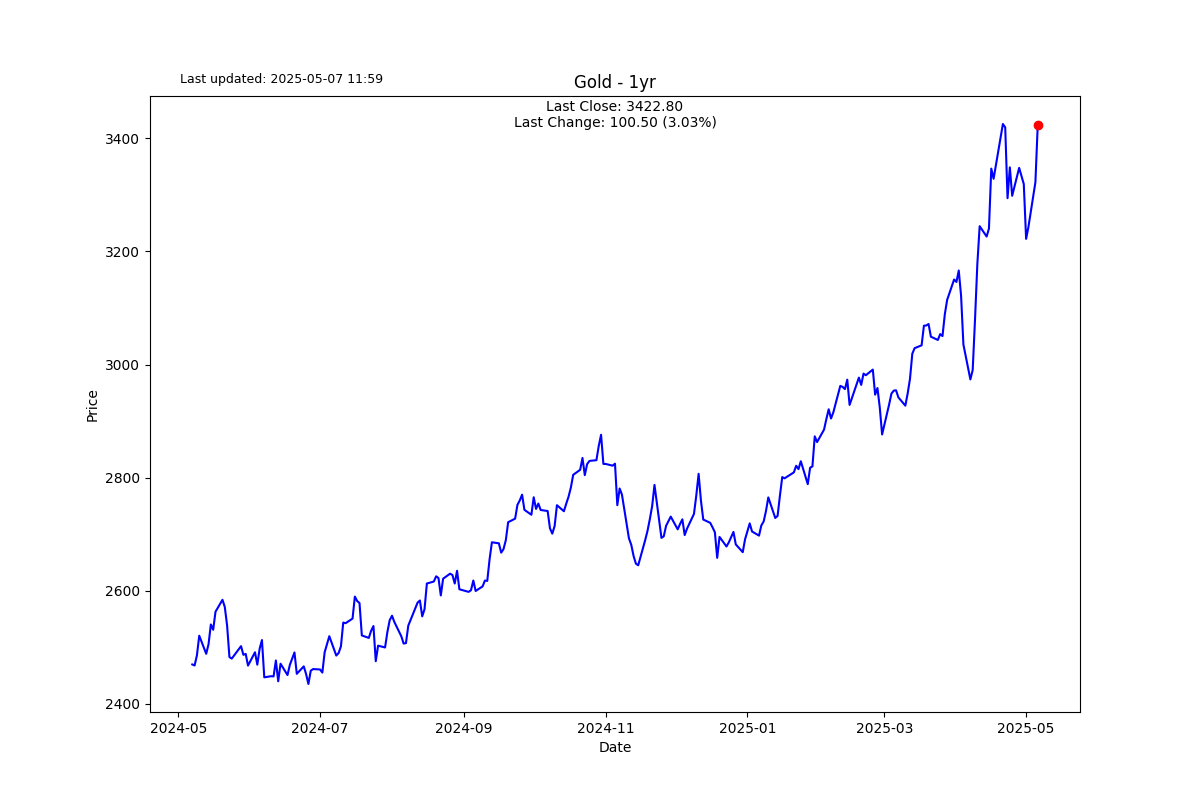 Last updated: 2025-05-07 11:59
Gold - 1yr
Last Close: 3422.80
Last Change: 100.50 (3.03%)
3400
3200
3000
2800
2600
2400
Price
2024-05 2024-07 2024-09 2024-11 2025-01 2025-03 2025-05
Date